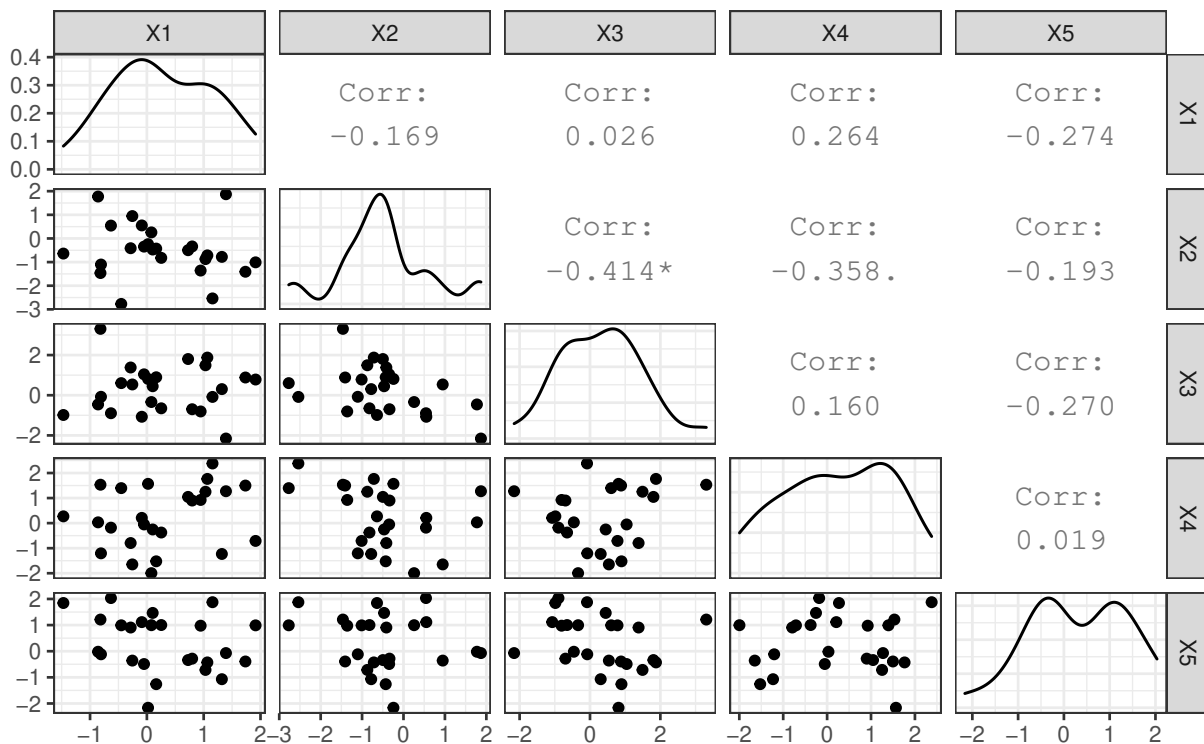 X1 X2 X3 X4 X5
0.4
0.3
0.2
0.1
0.0
Corr: Corr: Corr: Corr:
−0.169 0.026 0.264 −0.274
X1
2
1
0
−1
−2
−3
Corr: Corr: Corr:
−0.414* −0.358. −0.193
X2
2
0
−2
Corr: Corr:
0.160 −0.270
X3
2
1
0
−1
−2
Corr:
0.019
X4
2
1
0
−1
−2
X5
−1 0 1 2 −3 −2 −1 0 1 2 −2 0 2 −2 −1 0 1 2 −2 −1 0 1 2